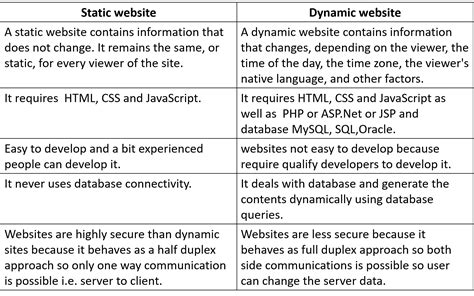 Static website
Dynamic website
A static website contains information that
does not change. It remains the same, or
static, for every viewer of the site.
A dynamic website contains information
that changes, depending on the viewer, the
time of the day, the time zone, the viewer's
native language, and other factors.
It requires  HTML, CSS and JavaScript.
It requires HTML, CSS and JavaScript as
well as  PHP or ASP.Net or JSP and
database MySQL, SQL,Oracle.
Easy to develop and a bit experienced
people can develop it.
websites not easy to develop because
require qualify developers to develop it.
It never uses database connectivity.
It deals with database and generate the
contents dynamically using database
queries.
Websites are highly secure than dynamic
sites because it behaves as a half duplex
approach so only one way communication
is possible i.e. server to client.
Websites are less secure because it
behaves as full duplex approach so both
side communications is possible so user
can change the server data.